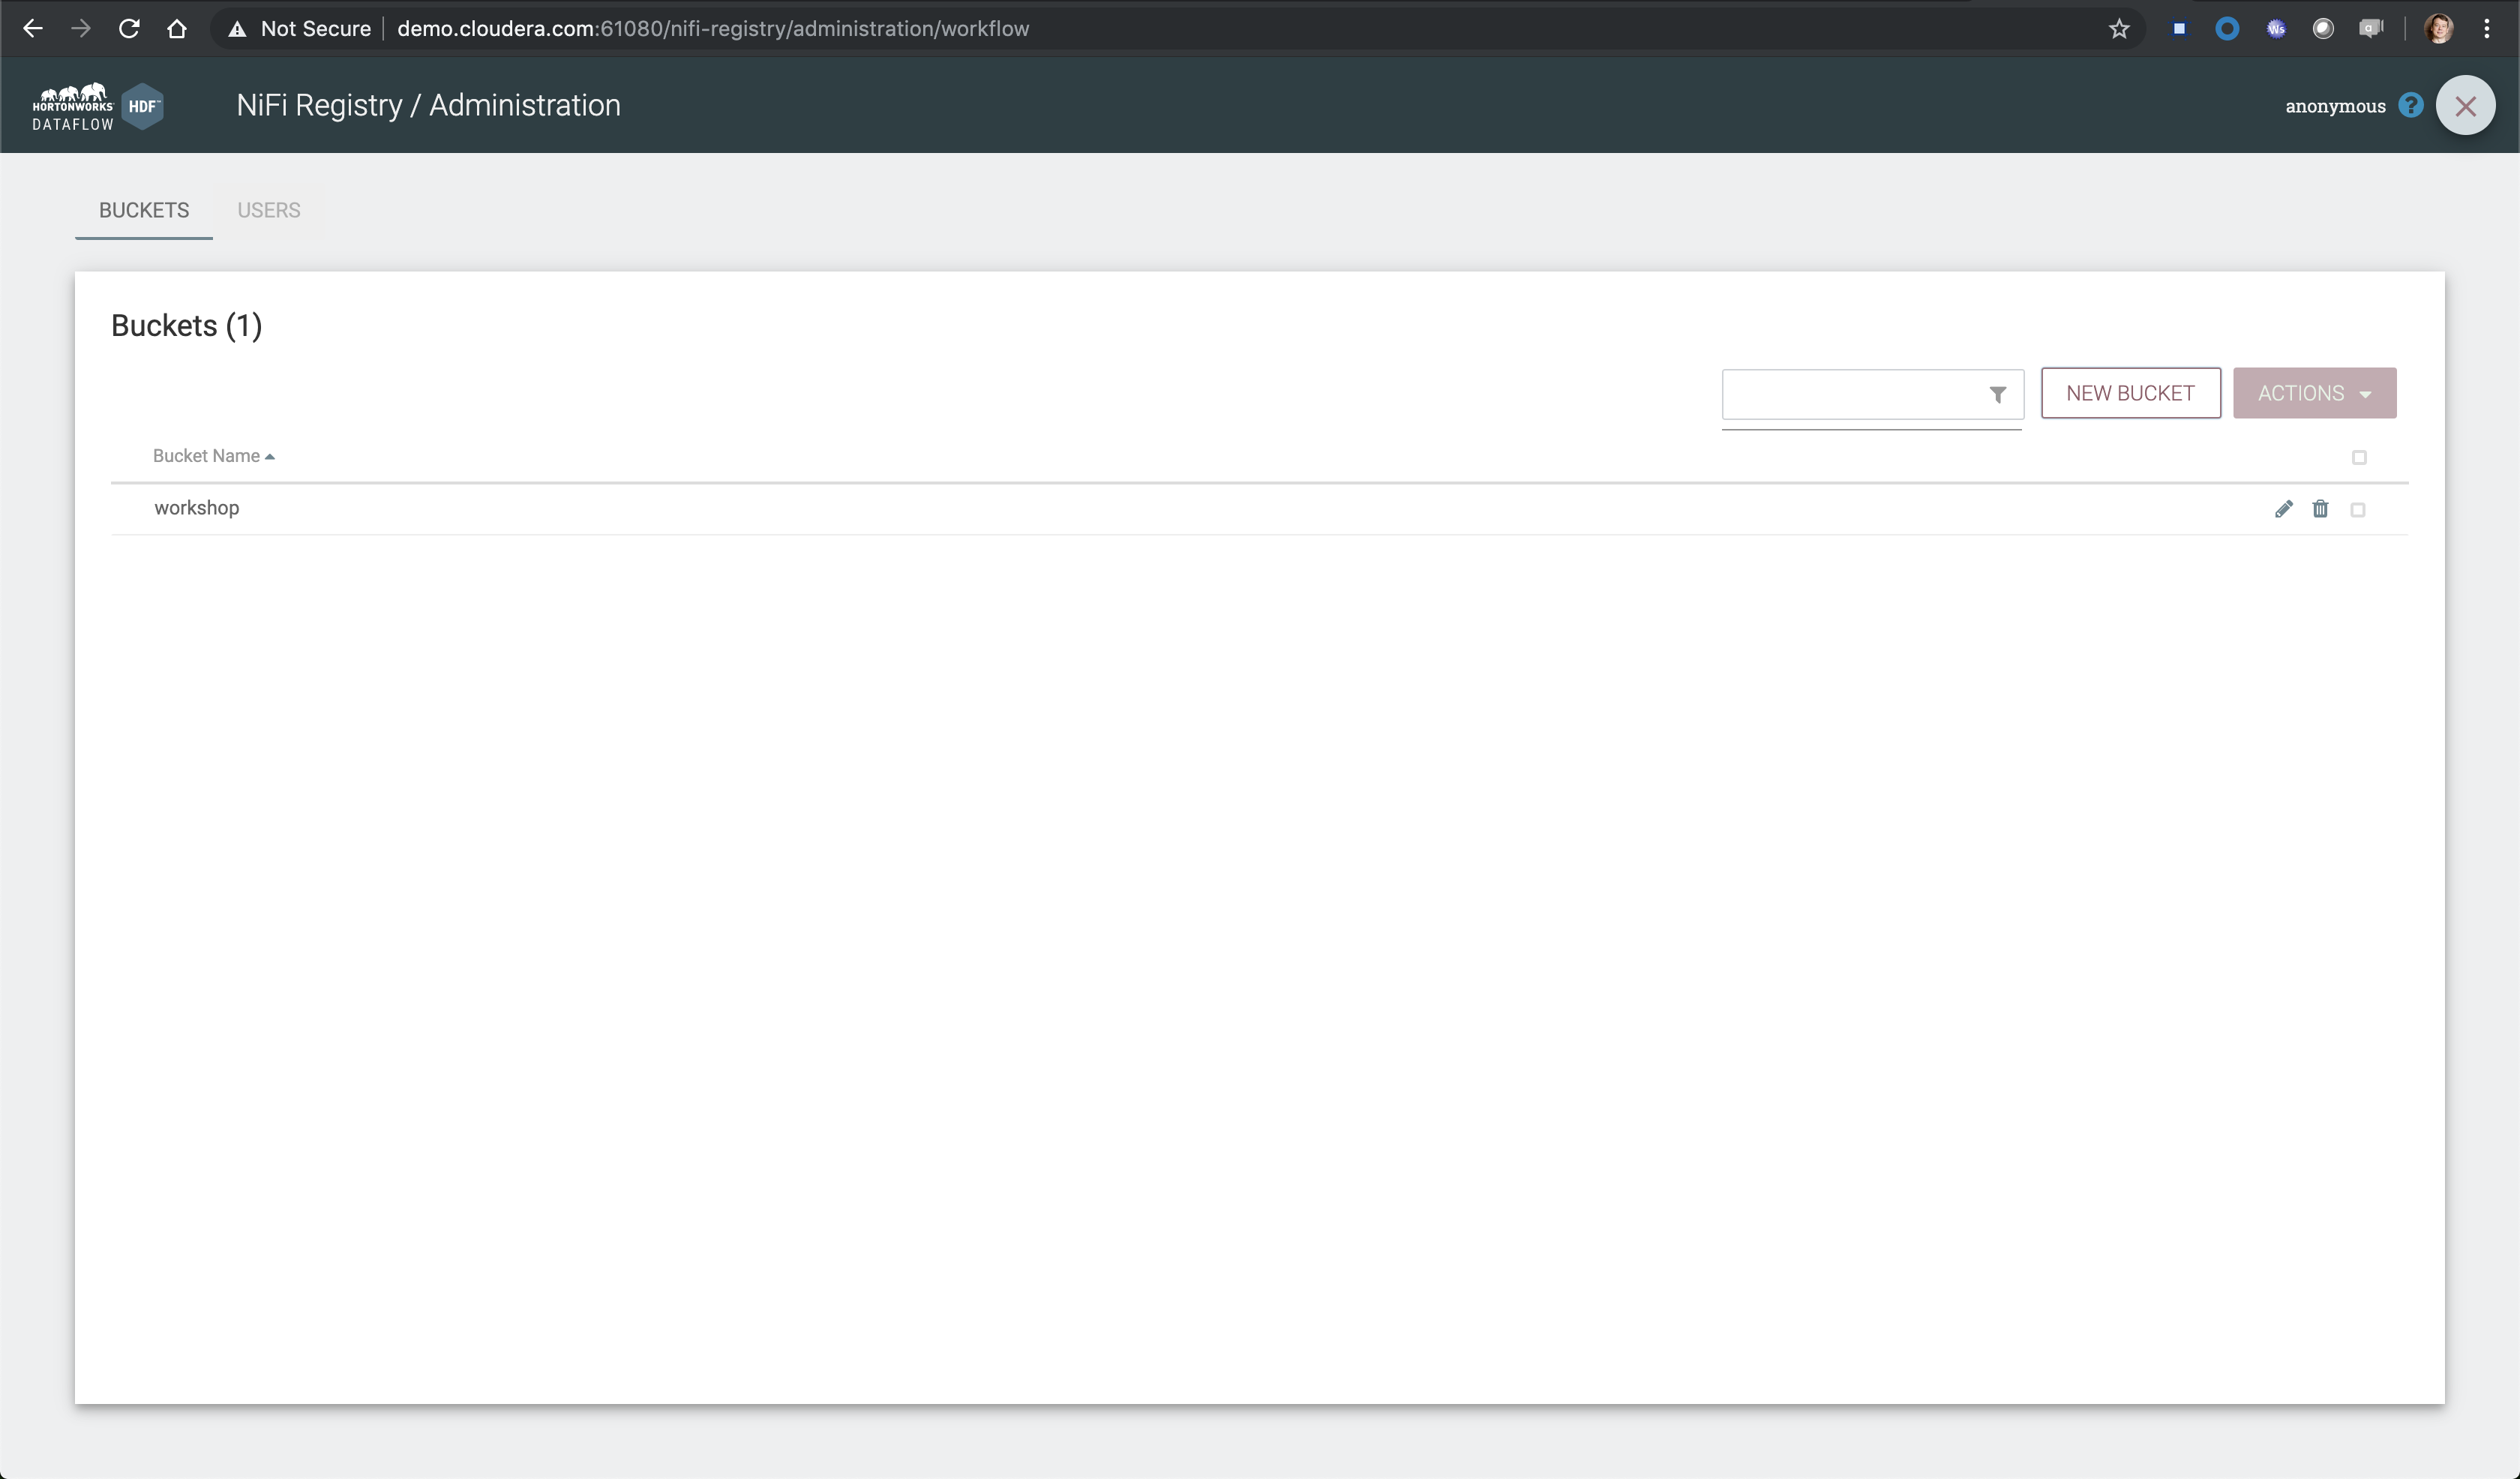 Not Secure demo.cloudera.com:61080/nifi-registry/administration/workflow
Ws
a
HORTONWORKS
DATAFLOW
HDF
NiFi Registry / Administration
anonymous ?
BUCKETS USERS
Buckets (1)
NEW BUCKET ACTIONS
Bucket Name
workshop